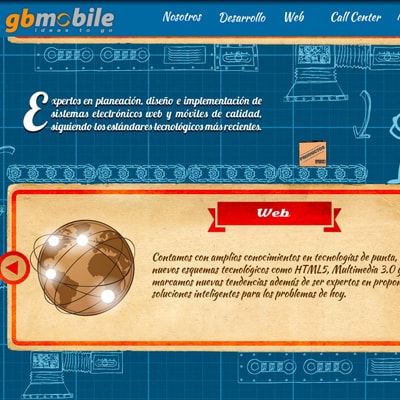 gbmobile
ideas to go
Nosotros Desarrollo Web Call Center
Expertos en planeación, diseño e implementación de
sistemas electrónicos web y móviles de calidad,
siguiendo los estándares tecnológicos más recientes.
Web
Contamos con amplios conocimientos en tecnologías de punta,
nuevos esquemas tecnológicos como HTML5, Multimedia 3.0 y
marcamos nuevas tendencias además de ser expertos en propon
soluciones inteligentes para los problemas de hoy.